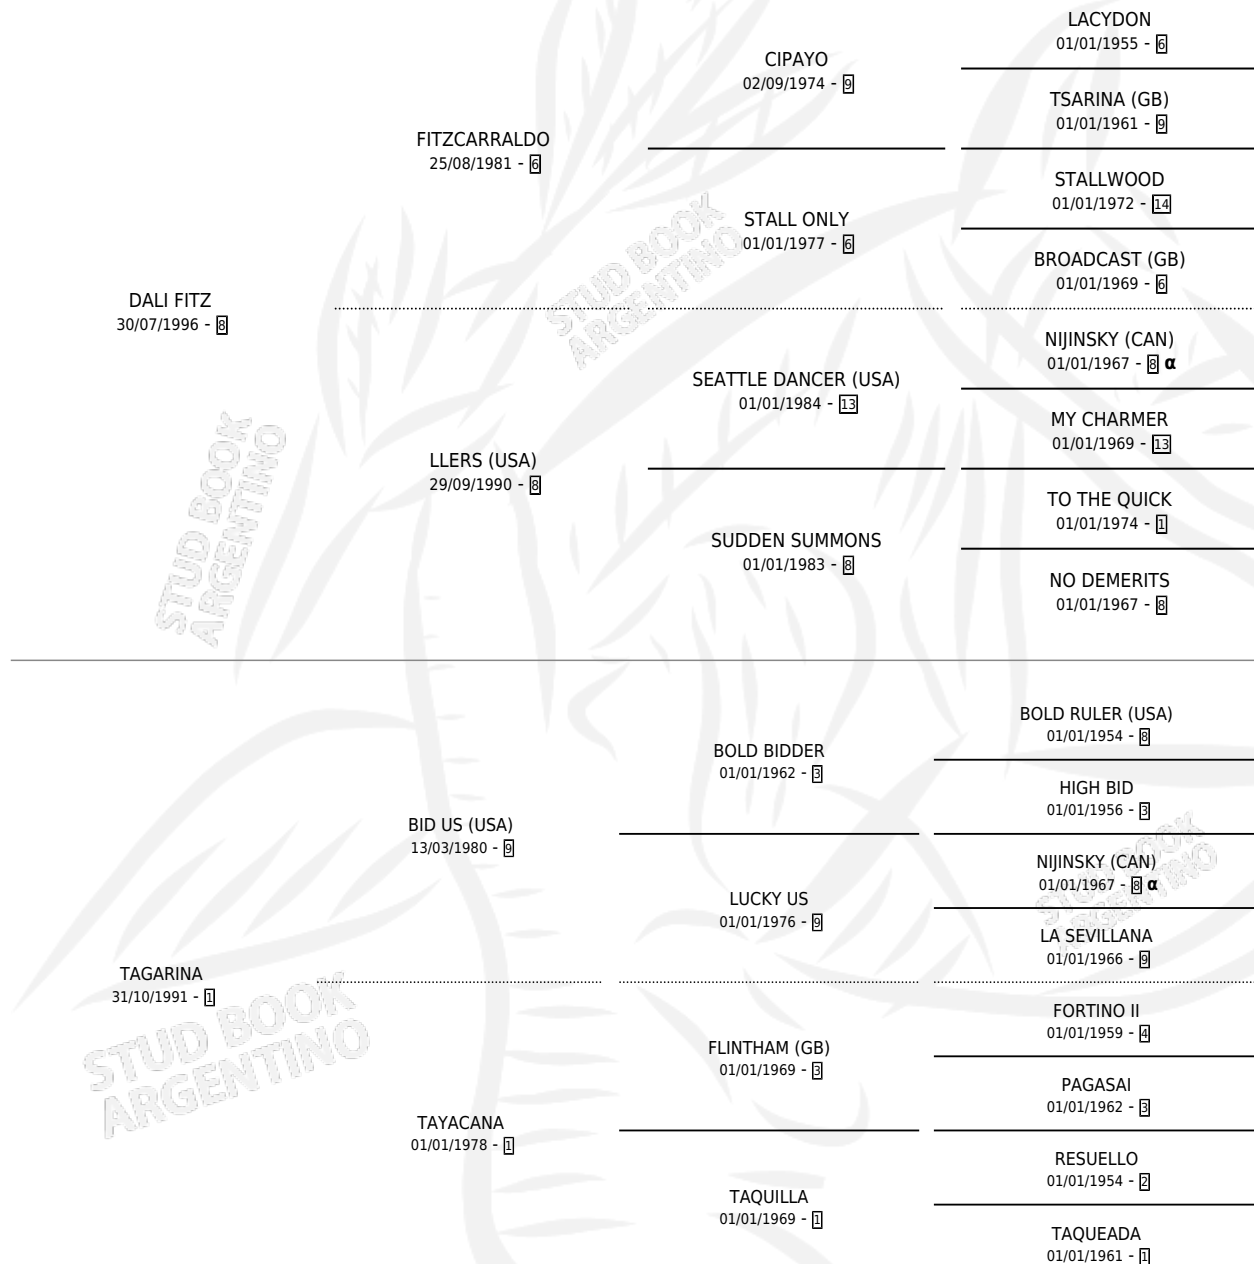 LACYDON
01/01/1955 - 6
CIPAYO
02/09/1974 - 9
TSARINA (GB)
01/01/1961 - 9
FITZCARRALDO
25/08/1981 - 6
STALLWOOD
01/01/1972 - 14
STALL ONLY
01/01/1977 - 6
BROADCAST (GB)
01/01/1969 - 6
DALI FITZ
30/07/1996 - 8
NIJINSKY (CAN)
01/01/1967 - 8 α
SEATTLE DANCER (USA)
01/01/1984 - 13
MY CHARMER
01/01/1969 - 13
LLERS (USA)
29/09/1990 - 8
TO THE QUICK
01/01/1974 - 1
SUDDEN SUMMONS
01/01/1983 - 8
NO DEMERITS
01/01/1967 - 8
BOLD RULER (USA)
01/01/1954 - 8
BOLD BIDDER
01/01/1962 - 3
HIGH BID
01/01/1956 - 3
BID US (USA)
13/03/1980 - 9
NIJINSKY (CAN)
01/01/1967 - 8 α
LUCKY US
01/01/1976 - 9
LA SEVILLANA
01/01/1966 - 9
TAGARINA
31/10/1991 - 1
FORTINO II
01/01/1959 - 4
FLINTHAM (GB)
01/01/1969 - 3
PAGASAI
01/01/1962 - 3
TAYACANA
01/01/1978 - 1
RESUELLO
01/01/1954 - 2
TAQUILLA
01/01/1969 - 1
TAQUEADA
01/01/1961 - 1
STUD BOOK
ARGENTINO
STUD BOOK
ARGENTINO
STUD BOOK
ARGENTINO
STUD BOOK
ARGENTINO